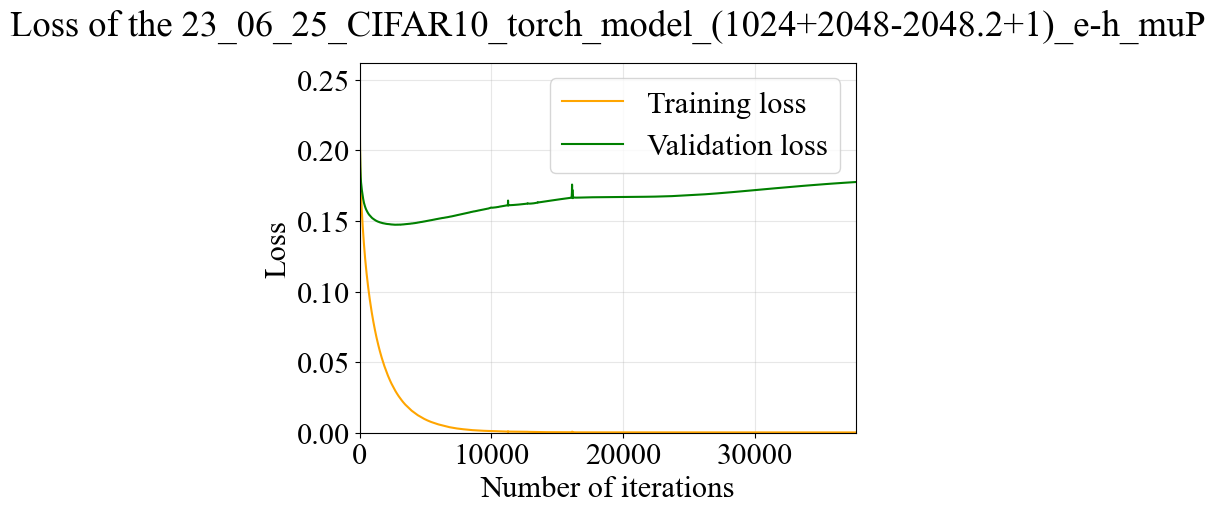 Loss of the 23_06_25_CIFAR10_torch_model_(1024+2048-2048.2+1)_e-h_muP
0.25
0.20
0.15
0.10
0.05
0.00
Loss
Training loss
Validation loss
0 10000 20000 30000
Number of iterations